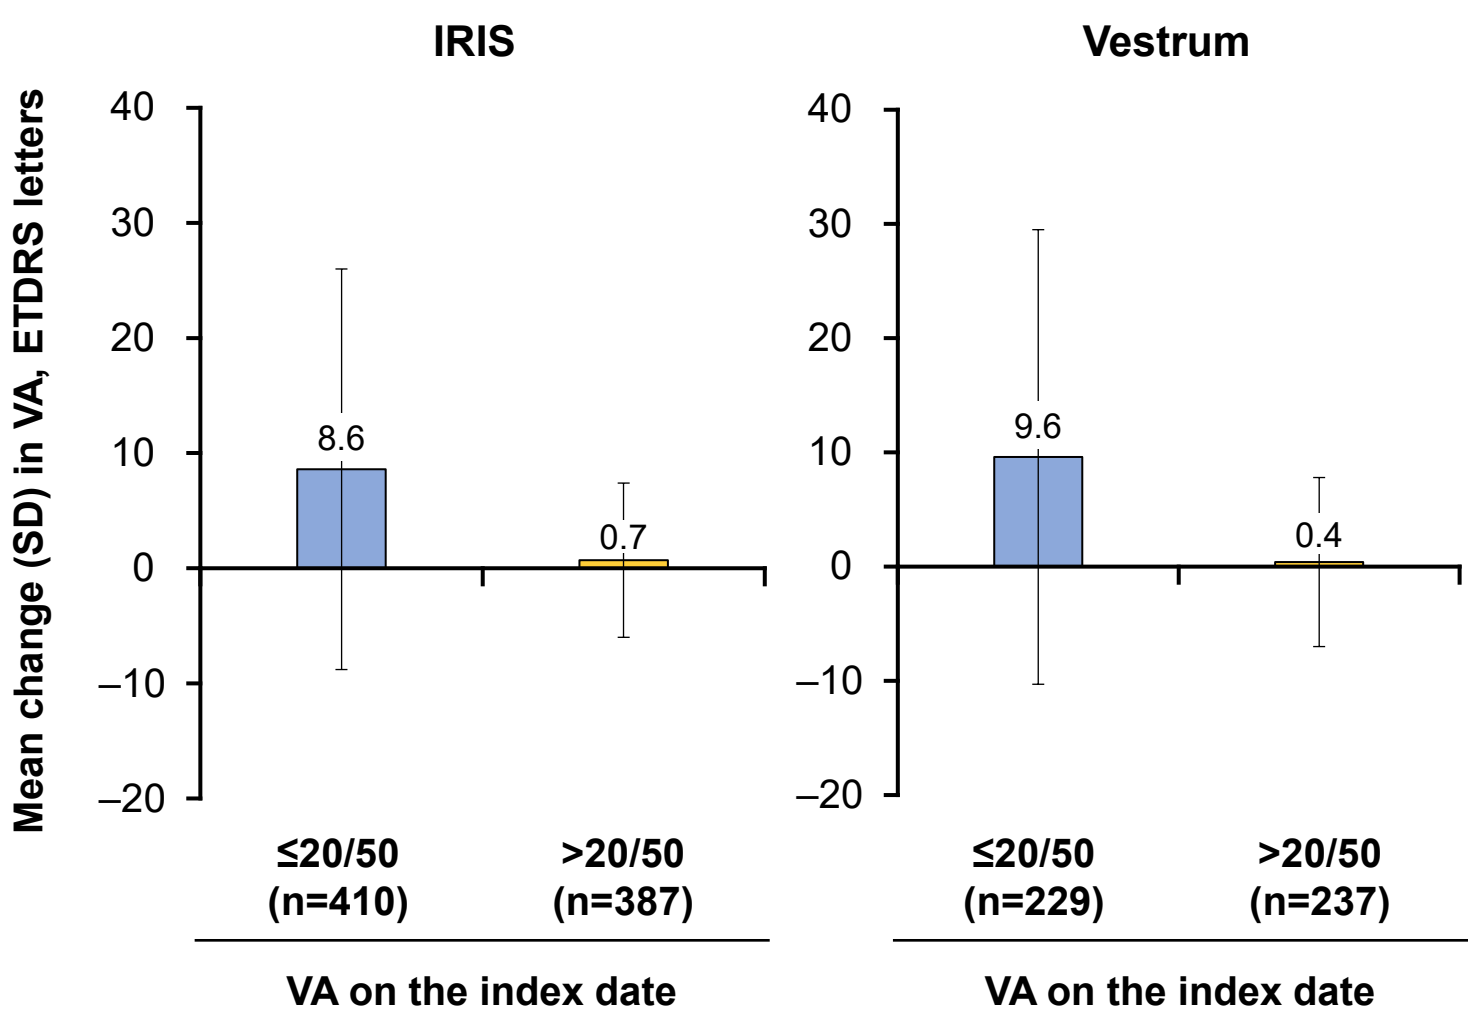 IRIS
Mean change (SD) in VA, ETDRS letters
40
30
20
10
0
–10
–20
8.6
0.7
≤20/50
(n=410)
>20/50
(n=387)
VA on the index date
Vestrum
40
30
20
10
0
–10
–20
9.6
0.4
≤20/50
(n=229)
>20/50
(n=237)
VA on the index date